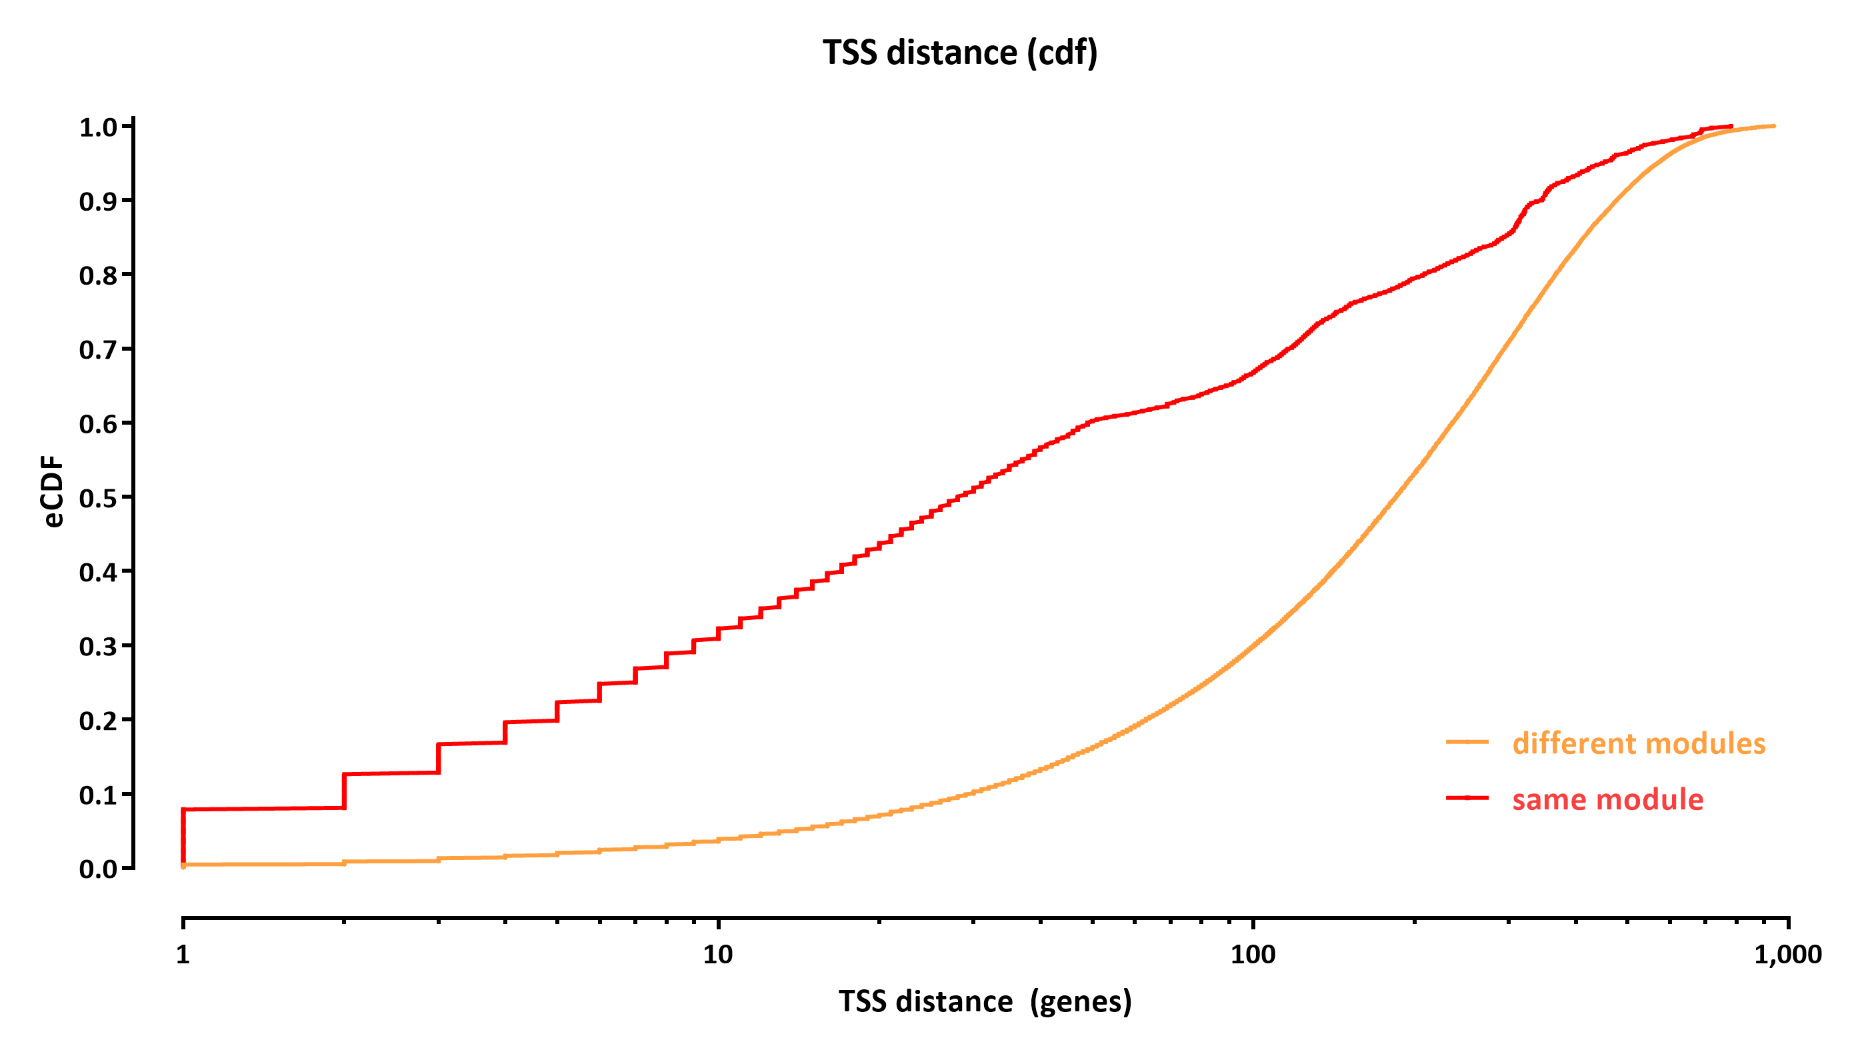 TSS distance (cdf)
1.0
0.9
0.8
0.7
0.6
0.5
0.4
0.3
0.2
0.1
0.0
eCDF
different modules
same module
1 10 100 1,000
TSS distance (genes)